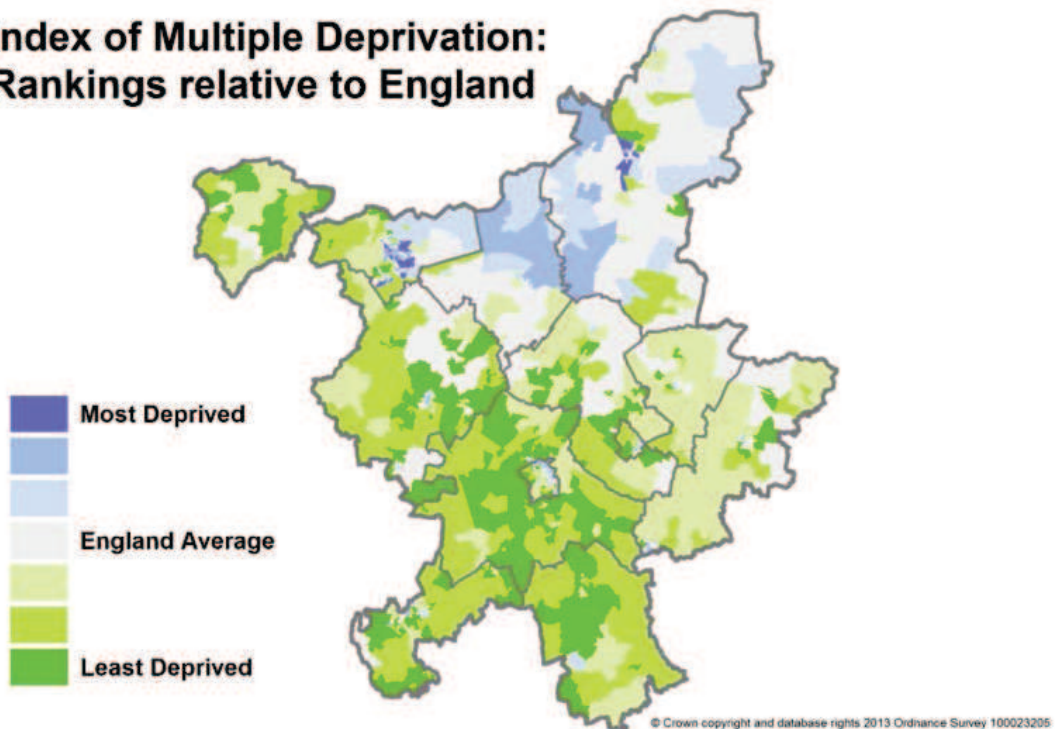 ndex of Multiple Deprivation:
Rankings relative to England
Most Deprived
England Average
Least Deprived
© Crown copyright and database rights 2013 Ordnance Survey 100023205